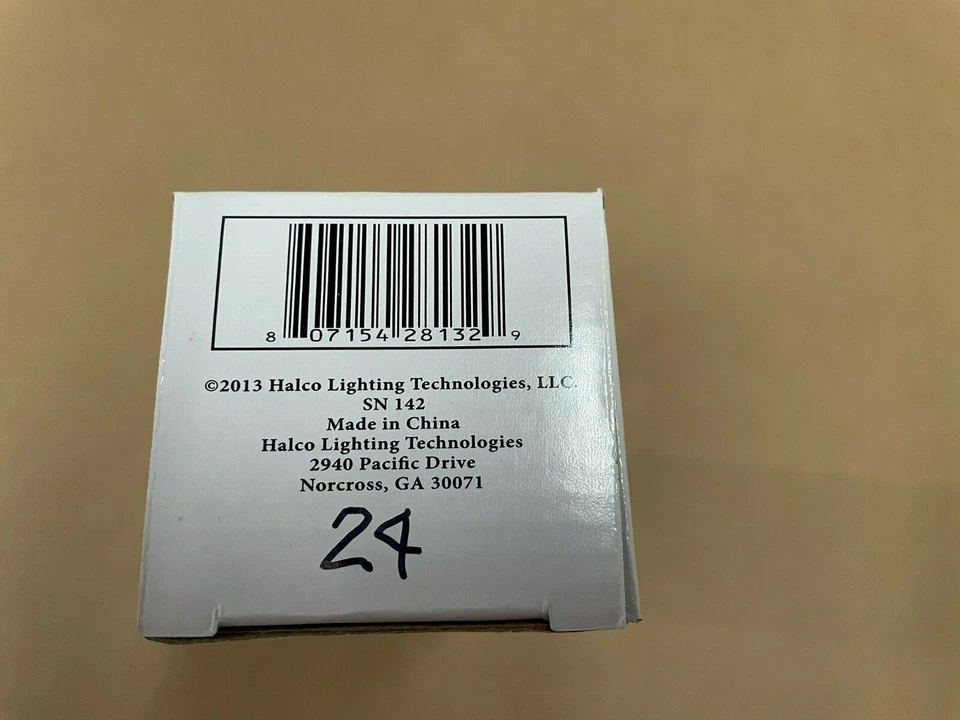 8 07154 28132 9
©2013 Halco Lighting Technologies, LLC.
SN 142
Made in China
Halco Lighting Technologies
2940 Pacific Drive
Norcross, GA 30071
24